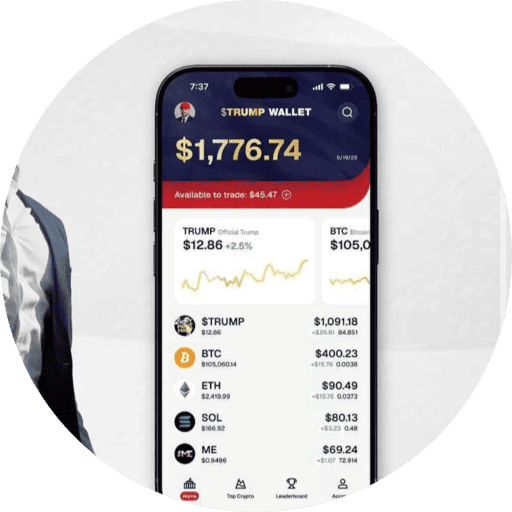 7:37
$TRUMP WALLET
$1,776.74
5/19/25
Available to trade: $45.47
TRUMP Official Trump
$12.86 +2.5%
BTC Bitcoin
$105,0
$TRUMP $1,091.18
$12.86 +$26.61 84.851
BTC $400.23
$105,060.14 +$15.76 0.0038
ETH $90.49
$2,419.99 +$15.76 0.0373
SOL $80.13
$166.92 +$3.23 0.48
ME $69.24
$0.9496 +$1.07 72.914
Home Top Crypto Leaderboard